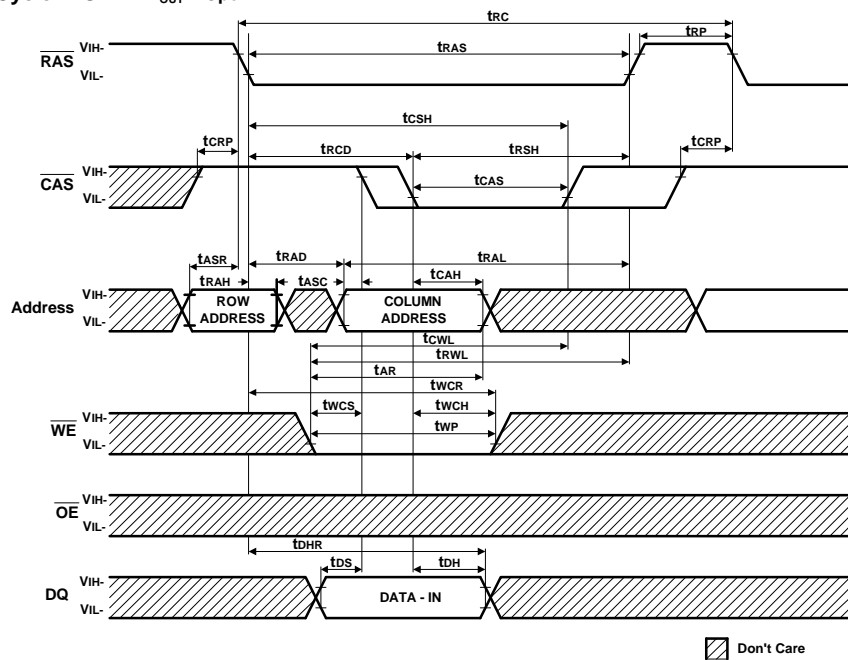 OUT
tRC
tRP
RAS
VIH-
VIL-
tRAS
tCSH
tCRP
tRCD
tRSH
tCRP
CAS
VIH-
VIL-
tCAS
tASR
tRAD
tRAL
tRAH
tASC
tCAH
Address
VIH-
VIL-
ROW ADDRESS
COLUMN ADDRESS
tCWL
tRWL
tAR
tWCR
WE
VIH-
VIL-
tWCS
tWCH
tWP
OE
VIH-
VIL-
tDHR
tDS
tDH
DQ
VIH-
VIL-
DATA - IN
Don't Care